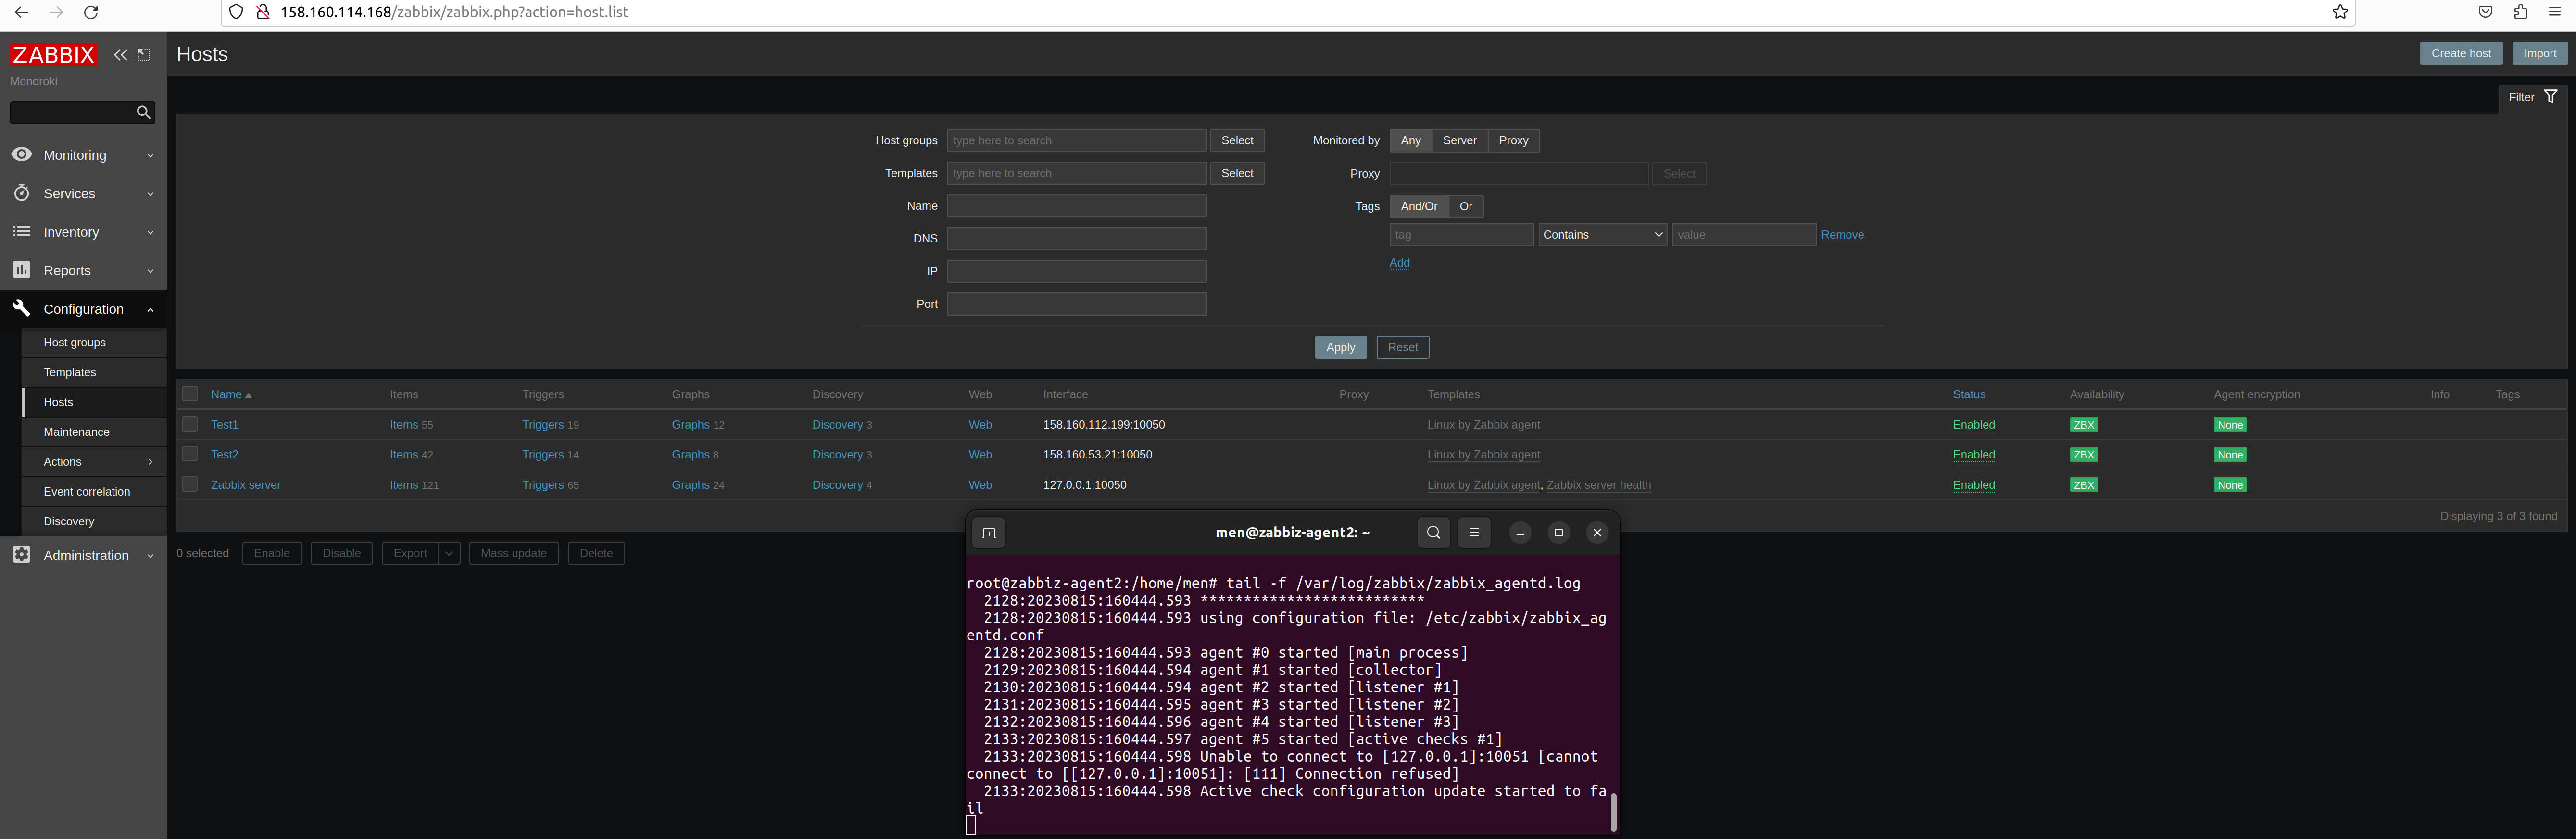 158.160.114.168/zabbix/zabbix.php?action=host.list
ZABBIX
Monoroki
Monitoring
Services
Inventory
Reports
Configuration
Host groups
Templates
Hosts
Maintenance
Actions
Event correlation
Discovery
Administration
Hosts
Create host Import
Filter
Host groups type here to search Select
Templates type here to search Select
Name
DNS
IP
Port
Monitored by Any Server Proxy
Proxy Select
Tags And/Or Or
tag Contains value Remove
Add
Apply Reset
Name Items Triggers Graphs Discovery Web Interface Proxy Templates Status Availability Agent encryption Info Tags
Test1 Items 55 Triggers 19 Graphs 12 Discovery 3 Web 158.160.112.199:10050 Linux by Zabbix agent Enabled ZBX None
Test2 Items 42 Triggers 14 Graphs 8 Discovery 3 Web 158.160.53.21:10050 Linux by Zabbix agent Enabled ZBX None
Zabbix server Items 121 Triggers 65 Graphs 24 Discovery 4 Web 127.0.0.1:10050 Linux by Zabbix agent, Zabbix server health Enabled ZBX None
Displaying 3 of 3 found
0 selected Enable Disable Export Mass update Delete
men@zabbiz-agent2: ~
root@zabbiz-agent2:/home/men# tail -f /var/log/zabbix/zabbix_agentd.log
2128:20230815:160444.593 **************************
2128:20230815:160444.593 using configuration file: /etc/zabbix/zabbix_ag
entd.conf
2128:20230815:160444.593 agent #0 started [main process]
2129:20230815:160444.594 agent #1 started [collector]
2130:20230815:160444.594 agent #2 started [listener #1]
2131:20230815:160444.595 agent #3 started [listener #2]
2132:20230815:160444.596 agent #4 started [listener #3]
2133:20230815:160444.597 agent #5 started [active checks #1]
2133:20230815:160444.598 Unable to connect to [127.0.0.1]:10051 [cannot
connect to [[127.0.0.1]:10051]: [111] Connection refused]
2133:20230815:160444.598 Active check configuration update started to fa
il